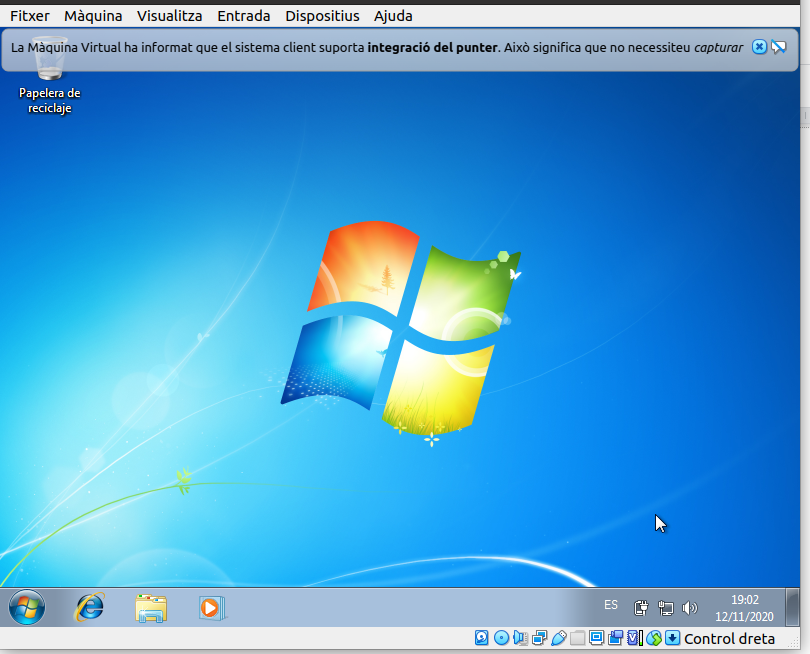 Fitxer Màquina Visualitza Entrada Dispositius Ajuda
La Màquina Virtual ha informat que el sistema client suporta integració del punter. Això significa que no necessiteu capturar
Papelera de
reciclaje
ES
19:02
12/11/2020
Control dreta